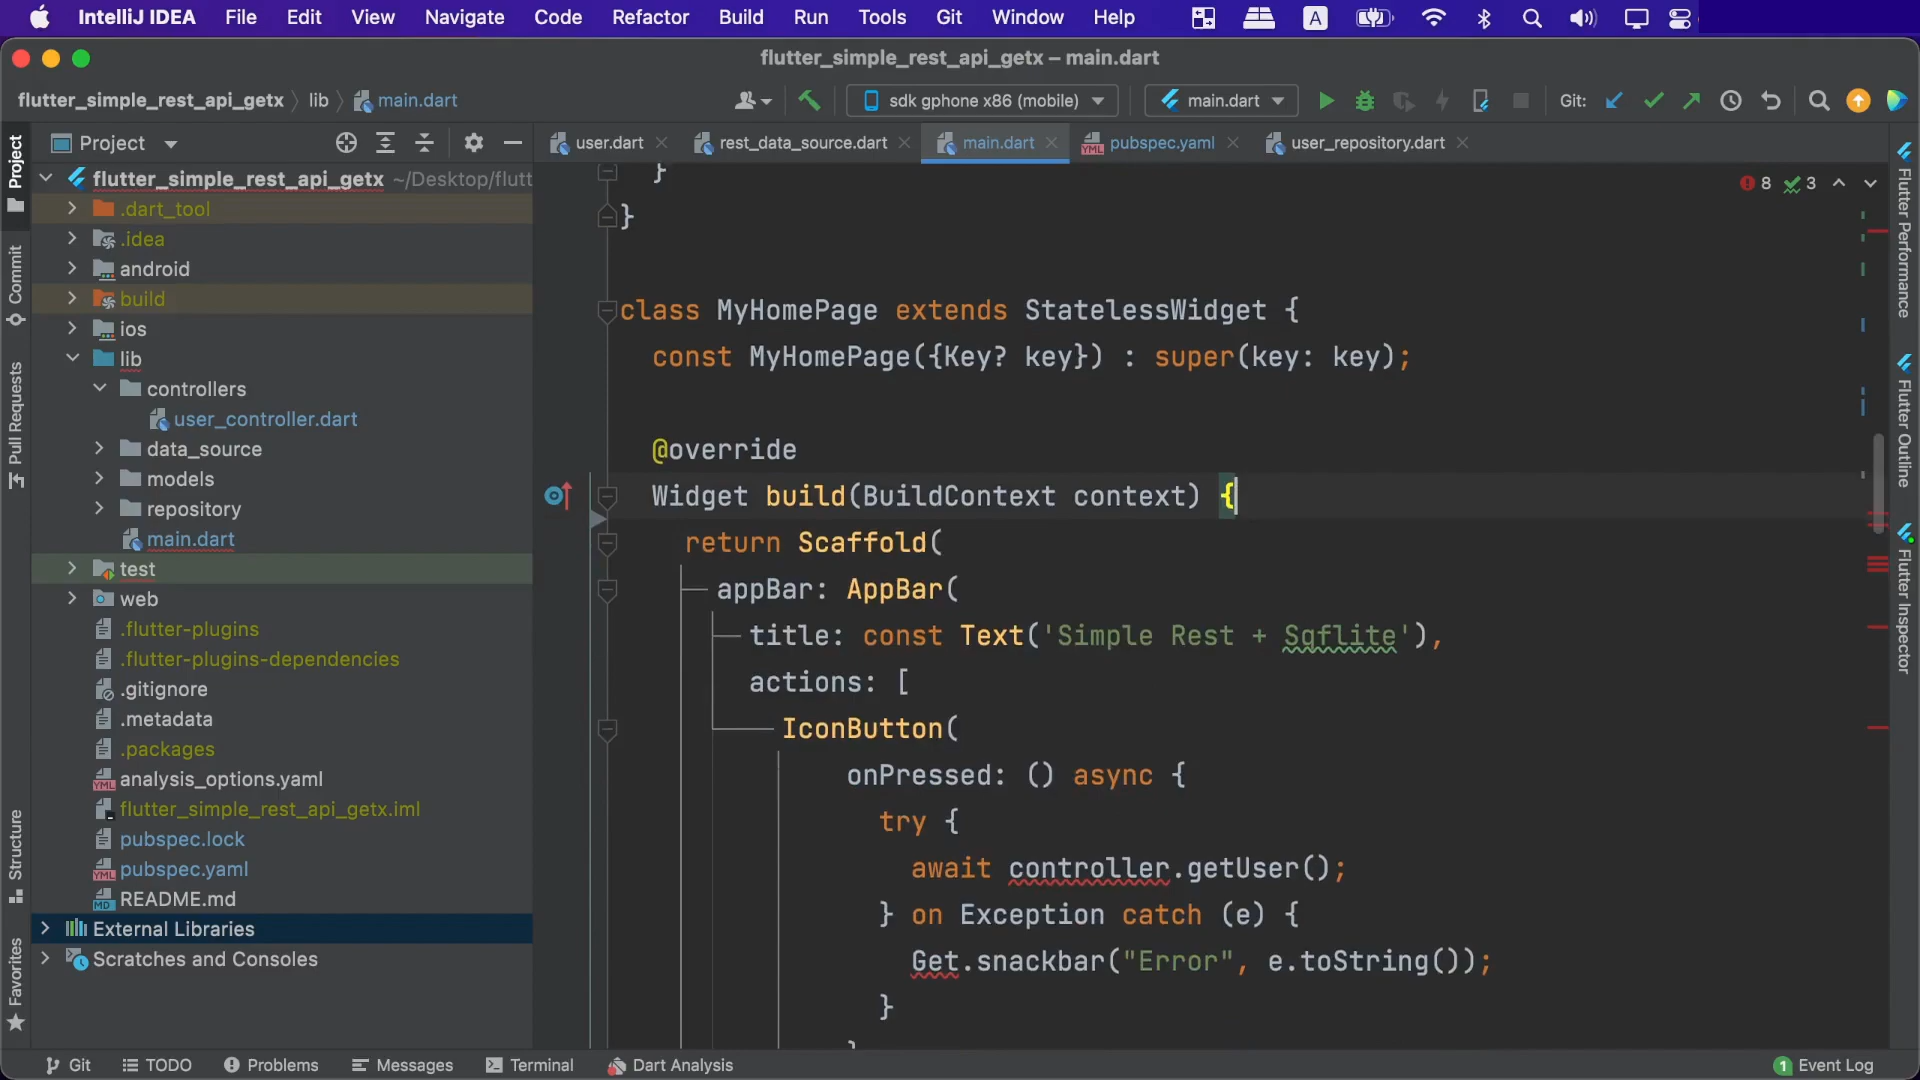 IntelliJ IDEA File Edit View Navigate Code Refactor Build Run Tools Git Window Help A
flutter_simple_rest_api_getx – main.dart
flutter_simple_rest_api_getx lib main.dart sdk gphone x86 (mobile) main.dart Git:
Project user.dart rest_data_source.dart main.dart pubspec.yaml user_repository.dart
flutter_simple_rest_api_getx ~/Desktop/flutt
.dart_tool
.idea
android
build
ios
lib
controllers
user_controller.dart
data_source
models
repository
main.dart
test
web
.flutter-plugins
.flutter-plugins-dependencies
.gitignore
.metadata
.packages
analysis_options.yaml
flutter_simple_rest_api_getx.iml
pubspec.lock
pubspec.yaml
README.md
External Libraries
Scratches and Consoles
Project
Commit
Pull Requests
Structure
Favorites
8 3
}
}
class MyHomePage extends StatelessWidget {
const MyHomePage({Key? key}) : super(key: key);
@override
Widget build(BuildContext context) {
return Scaffold(
appBar: AppBar(
title: const Text('Simple Rest + Sqflite'),
actions: [
IconButton(
onPressed: () async {
try {
await controller.getUser();
} on Exception catch (e) {
Get.snackbar("Error", e.toString());
}
Flutter Performance
Flutter Outline
Flutter Inspector
Git TODO Problems Messages Terminal Dart Analysis 1 Event Log